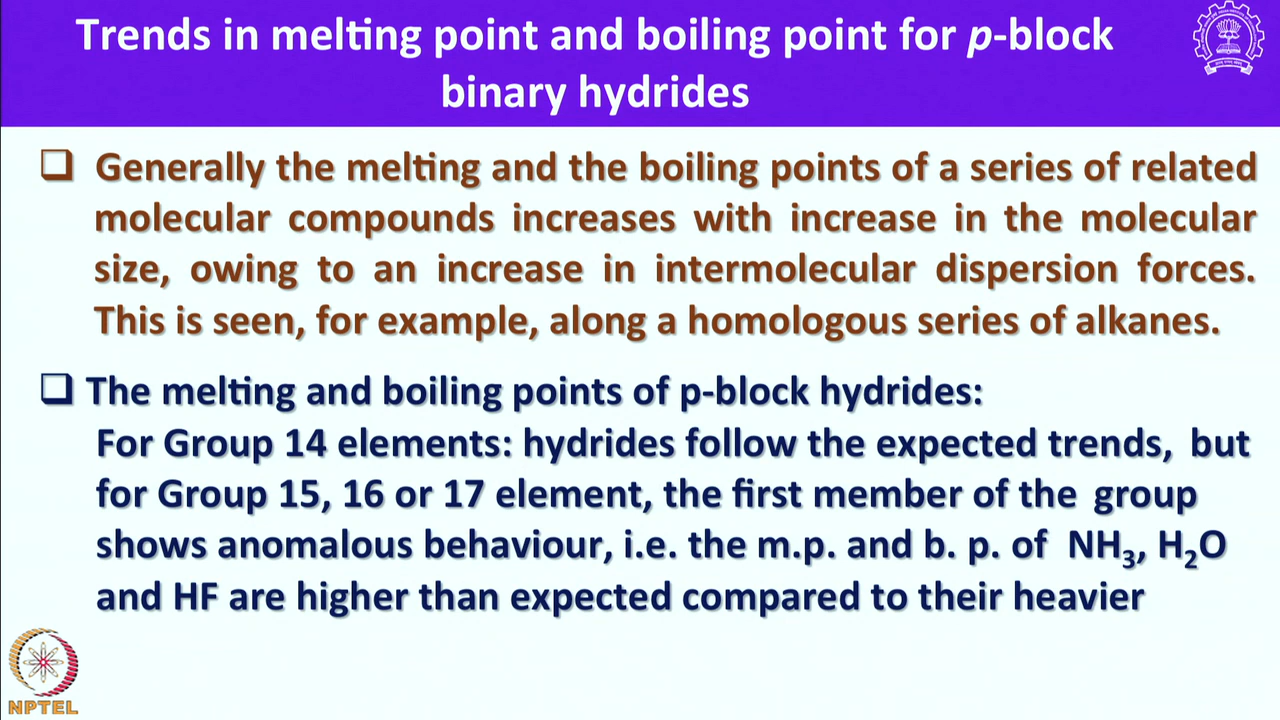 Trends in melting point and boiling point for p-block
binary hydrides
❑ Generally the melting and the boiling points of a series of related
molecular compounds increases with increase in the molecular
size, owing to an increase in intermolecular dispersion forces.
This is seen, for example, along a homologous series of alkanes.
❑ The melting and boiling points of p-block hydrides:
For Group 14 elements: hydrides follow the expected trends, but
for Group 15, 16 or 17 element, the first member of the group
shows anomalous behaviour, i.e. the m.p. and b. p. of NH₃, H₂O
and HF are higher than expected compared to their heavier
NPTEL